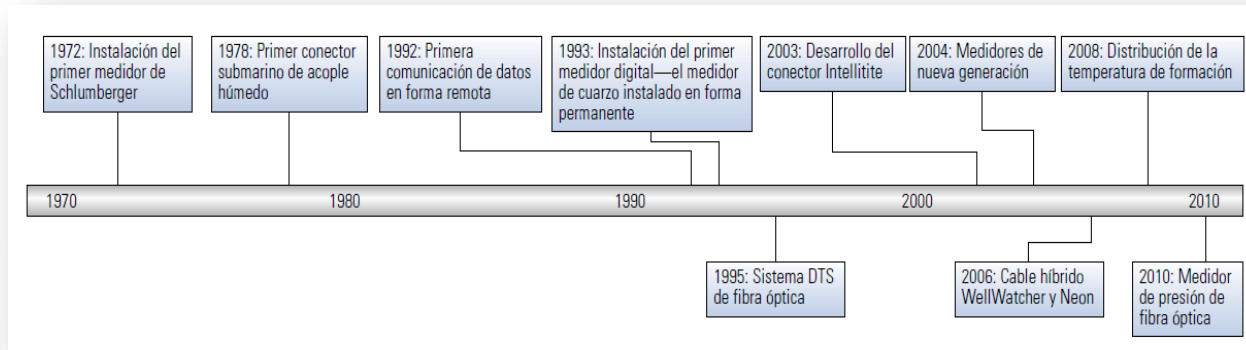 1972: Instalación del
primer medidor de
Schlumberger
1978: Primer conector
submarino de acople
húmedo
1992: Primera
comunicación de datos
en forma remota
1993: Instalación del primer
medidor digital—el medidor
de cuarzo instalado en forma
permanente
2003: Desarrollo del
conector Intellitite
2004: Medidores de
nueva generación
2008: Distribución de la
temperatura de formación
1970
1980
1990
2000
2010
1995: Sistema DTS
de fibra óptica
2006: Cable híbrido
WellWatcher y Neon
2010: Medidor
de presión de
fibra óptica